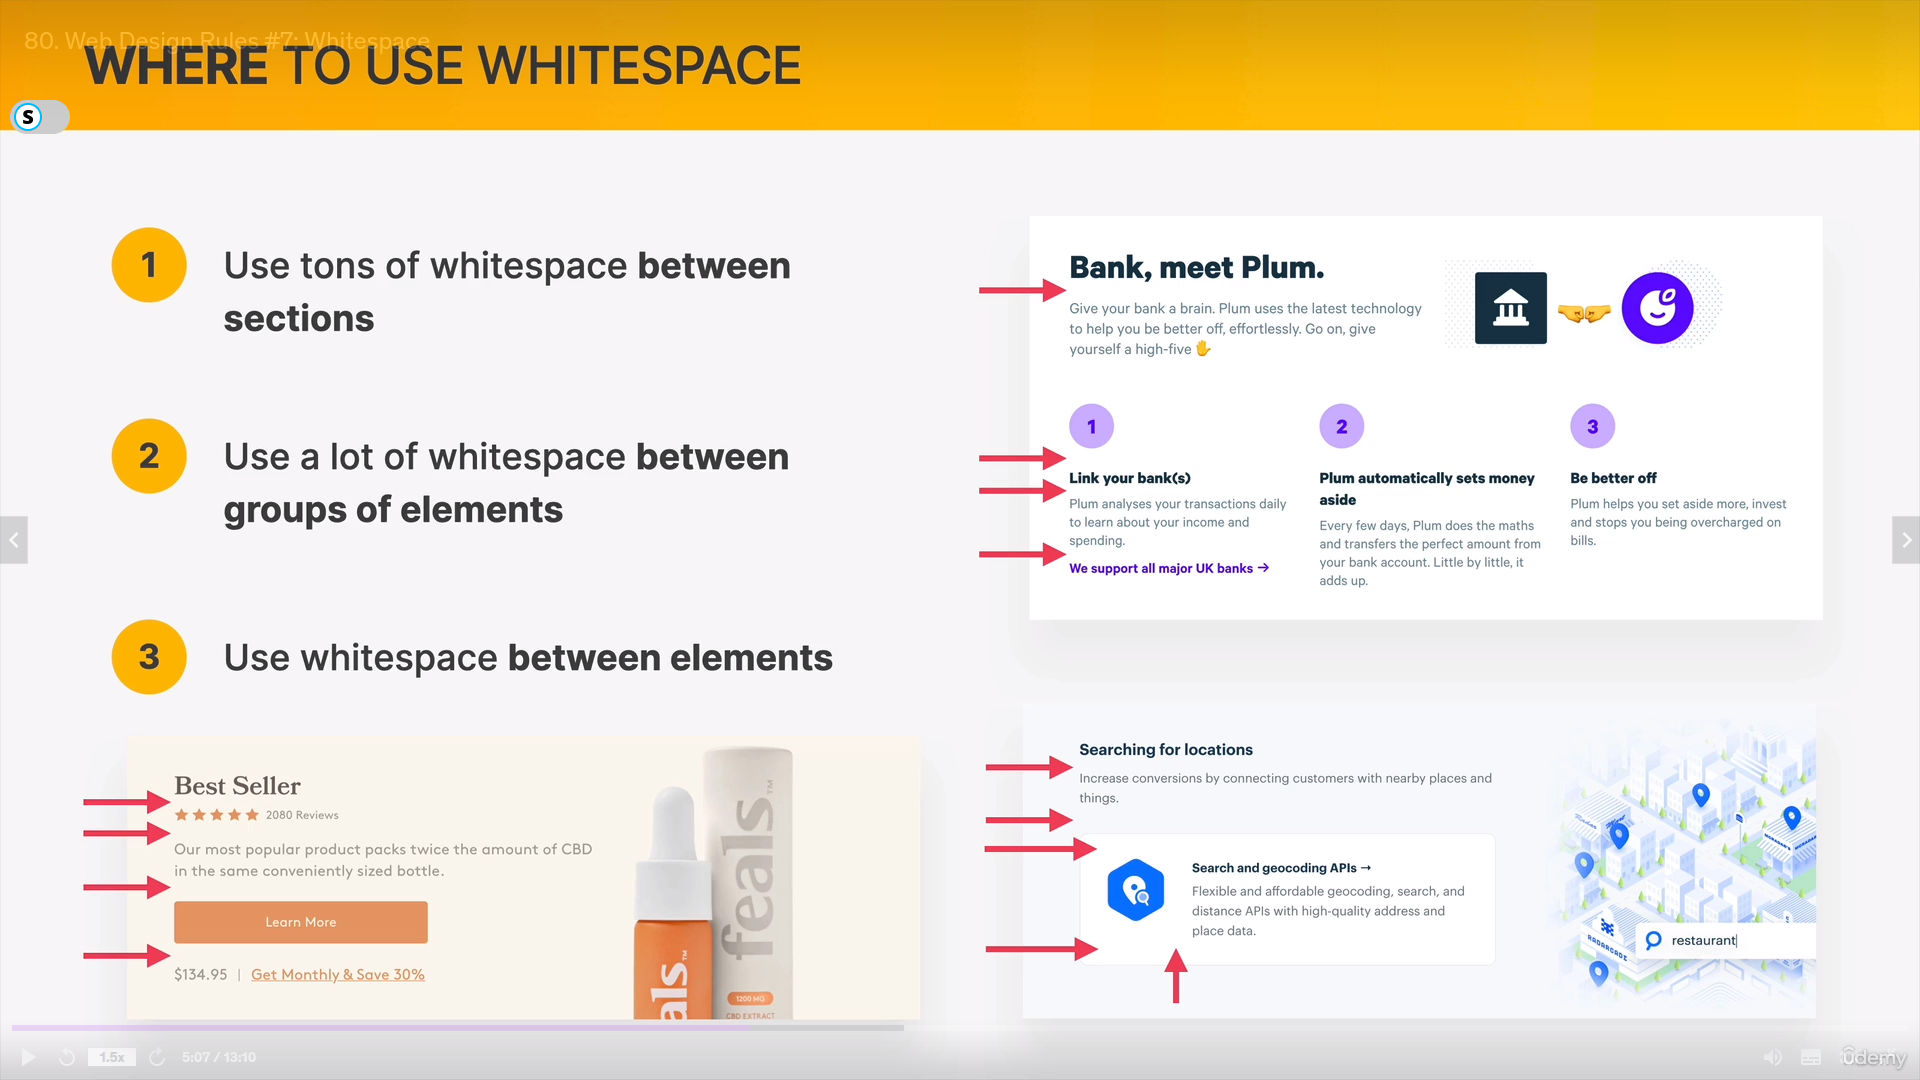 80. Web Design Rules #7: Whitespace
WHERE TO USE WHITESPACE
S
1
Use tons of whitespace between
sections
2
Use a lot of whitespace between
groups of elements
3
Use whitespace between elements
Bank, meet Plum.
Give your bank a brain. Plum uses the latest technology
to help you be better off, effortlessly. Go on, give
yourself a high-five ✋
1
Link your bank(s)
Plum analyses your transactions daily
to learn about your income and
spending.
We support all major UK banks →
2
Plum automatically sets money
aside
Every few days, Plum does the maths
and transfers the perfect amount from
your bank account. Little by little, it
adds up.
3
Be better off
Plum helps you set aside more, invest
and stops you being overcharged on
bills.
Best Seller
2080 Reviews
Our most popular product packs twice the amount of CBD
in the same conveniently sized bottle.
Learn More
$134.95 | Get Monthly & Save 30%
feals™
als™
1200 MG
CBD EXTRACT
Searching for locations
Increase conversions by connecting customers with nearby places and
things.
Search and geocoding APIs →
Flexible and affordable geocoding, search, and
distance APIs with high-quality address and
place data.
restaurant
1.5x
5:07 / 13:10
ûdemy